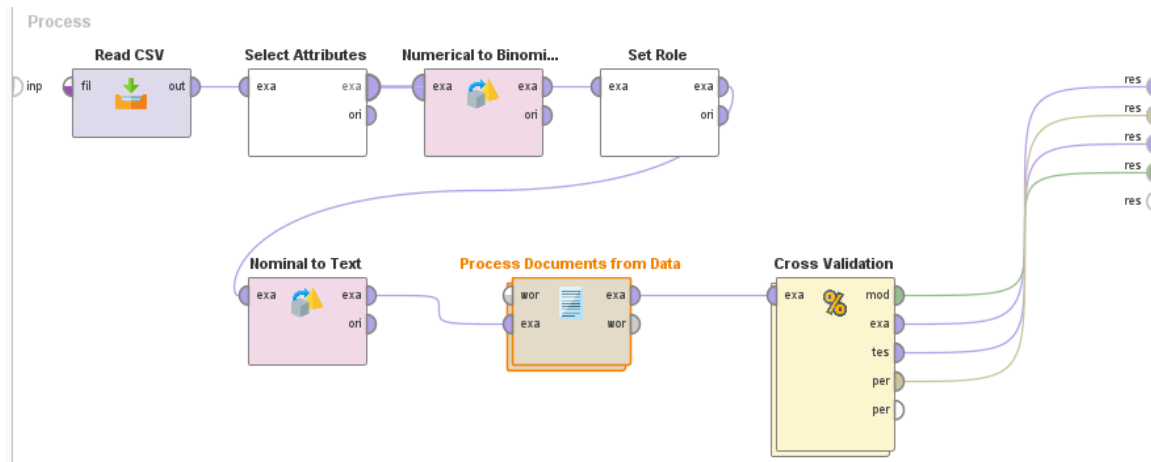 Process
Read CSV
Select Attributes
Numerical to Binomi...
Set Role
inp
fil
out
exa
exa
ori
exa
exa
ori
exa
exa
ori
res
res
res
res
res
Nominal to Text
Process Documents from Data
Cross Validation
exa
exa
ori
wor
exa
exa
wor
exa
%
mod
exa
tes
per
per